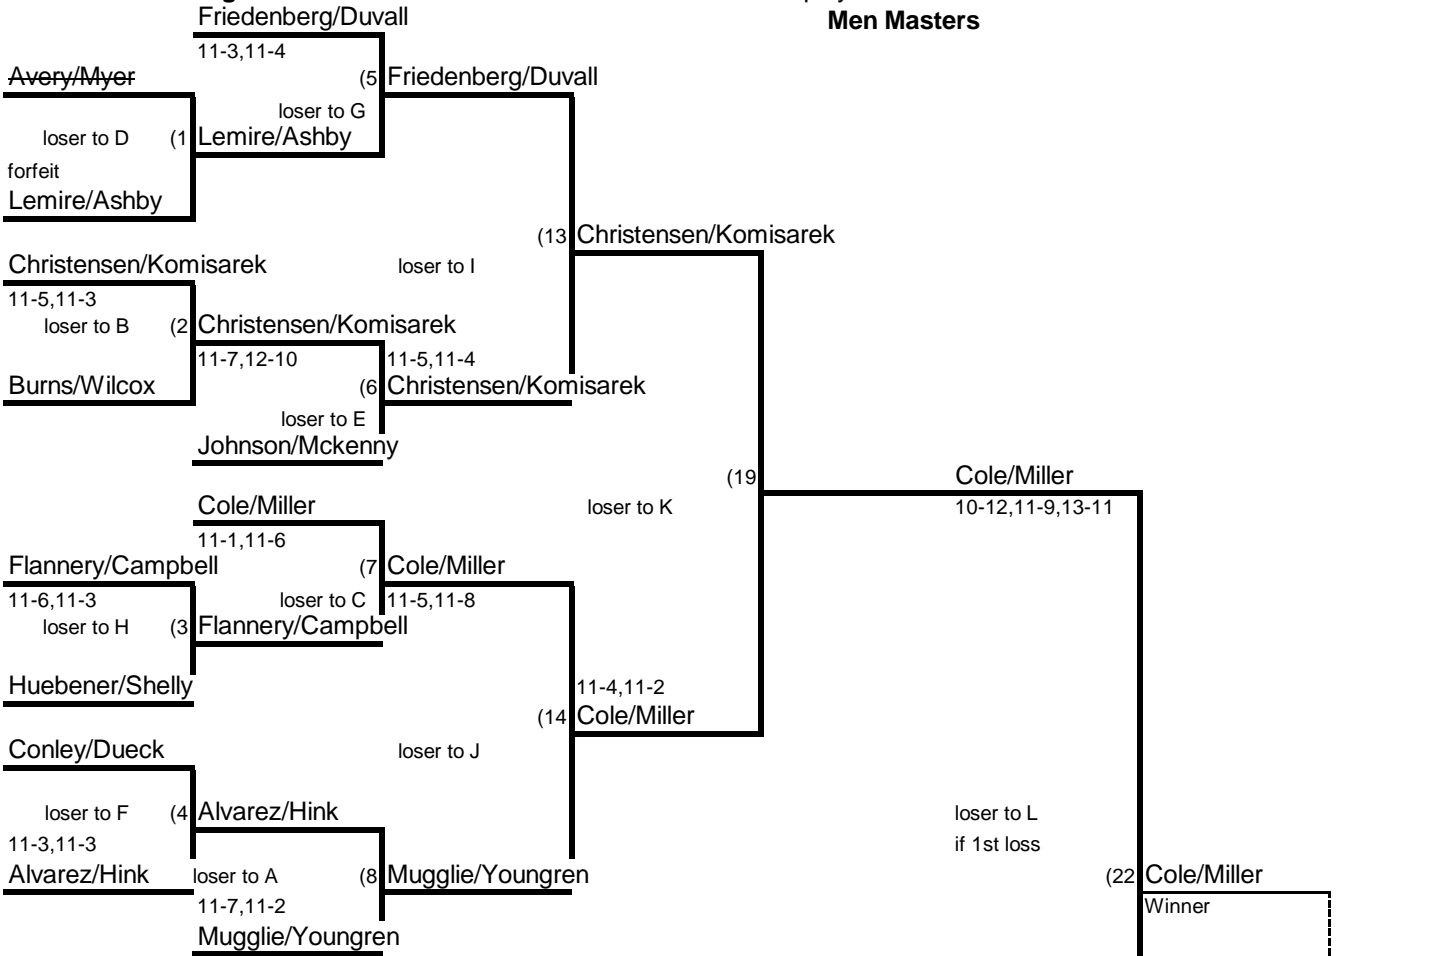 Friedenberg/Duvall
Men Masters
11-3,11-4
Avery/Myer
(5 Friedenberg/Duvall
loser to G
loser to D (1 Lemire/Ashby
forfeit
Lemire/Ashby
(13 Christensen/Komisarek
Christensen/Komisarek loser to I
11-5,11-3
loser to B (2 Christensen/Komisarek
11-7,12-10 11-5,11-4
Burns/Wilcox (6 Christensen/Komisarek
loser to E
Johnson/Mckenny
(19 Cole/Miller
Cole/Miller loser to K 10-12,11-9,13-11
11-1,11-6
Flannery/Campbell (7 Cole/Miller
11-6,11-3 loser to C 11-5,11-8
loser to H (3 Flannery/Campbell
Huebener/Shelly 11-4,11-2
(14 Cole/Miller
Conley/Dueck loser to J
loser to F (4 Alvarez/Hink loser to L
11-3,11-3 if 1st loss
Alvarez/Hink loser to A (8 Mugglie/Youngren (22 Cole/Miller
11-7,11-2 Winner
Mugglie/Youngren